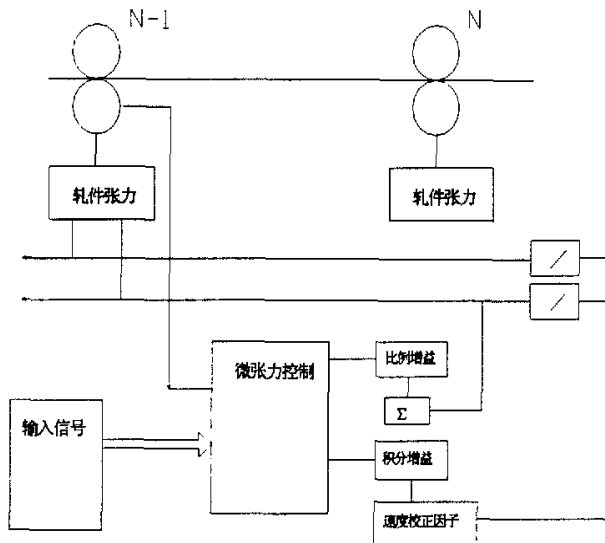 N-1
N
轧件张力
轧件张力
微张力控制
比例增益
Σ
输入信号
积分增益
速度校正因子